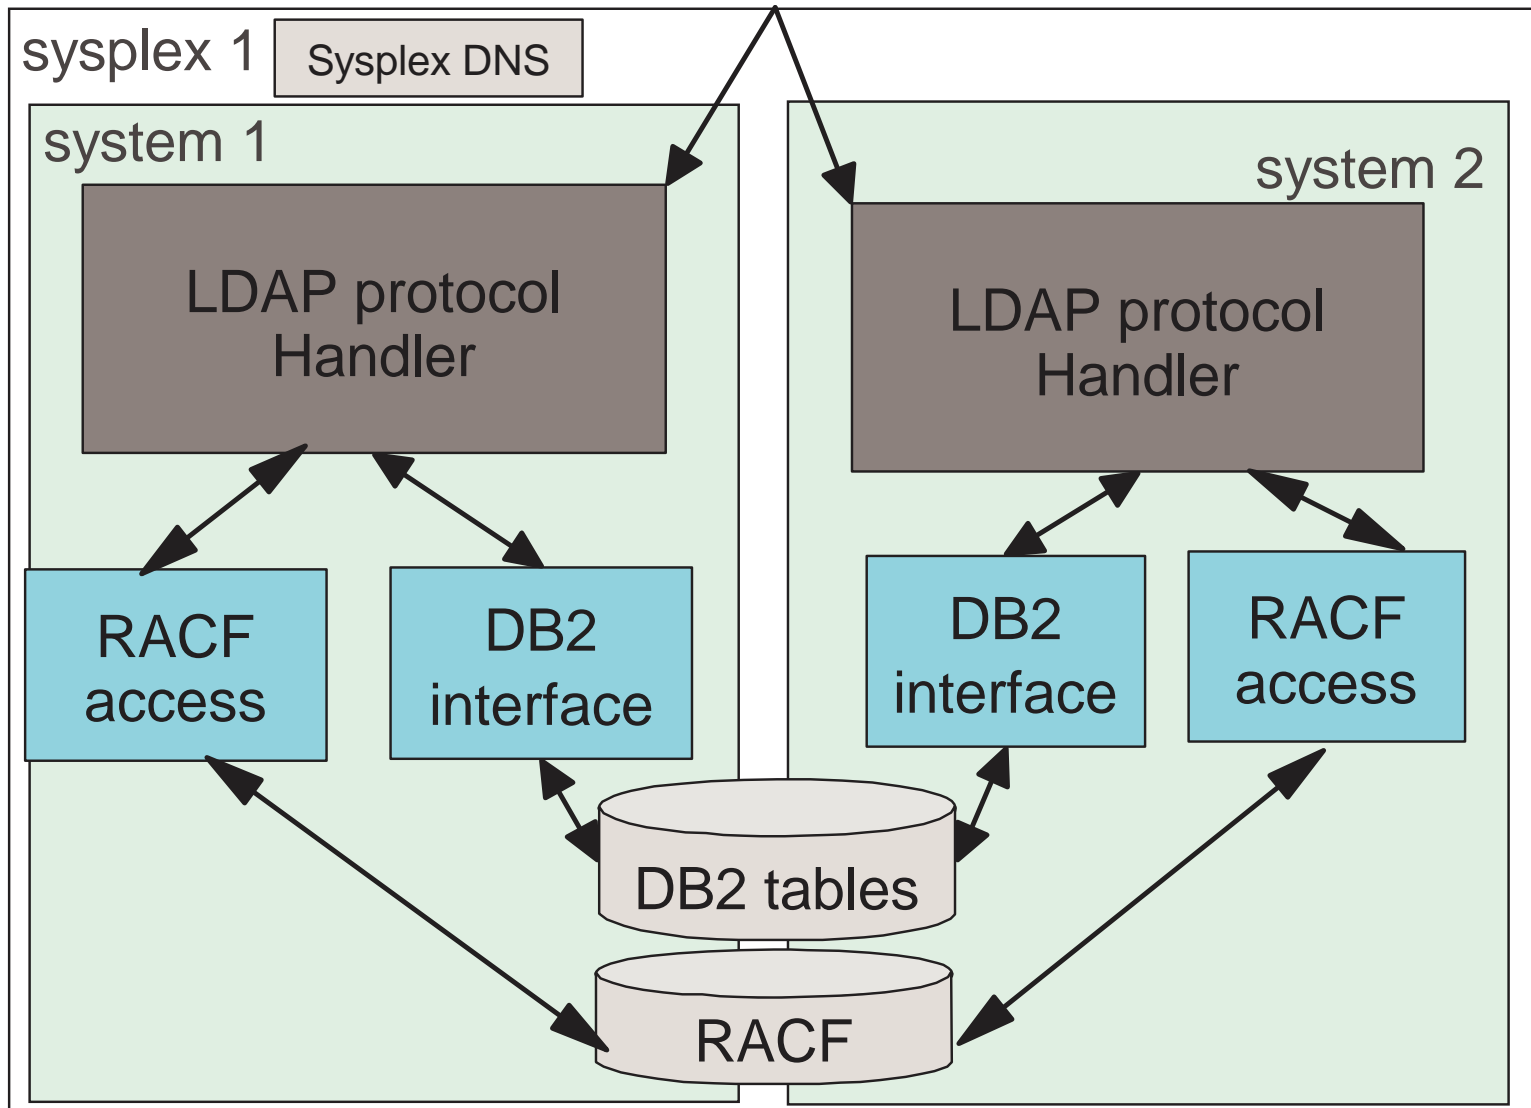 sysplex 1
Sysplex DNS
system 1
system 2
LDAP protocol
Handler
LDAP protocol
Handler
RACF
access
DB2
interface
DB2
interface
RACF
access
DB2 tables
RACF